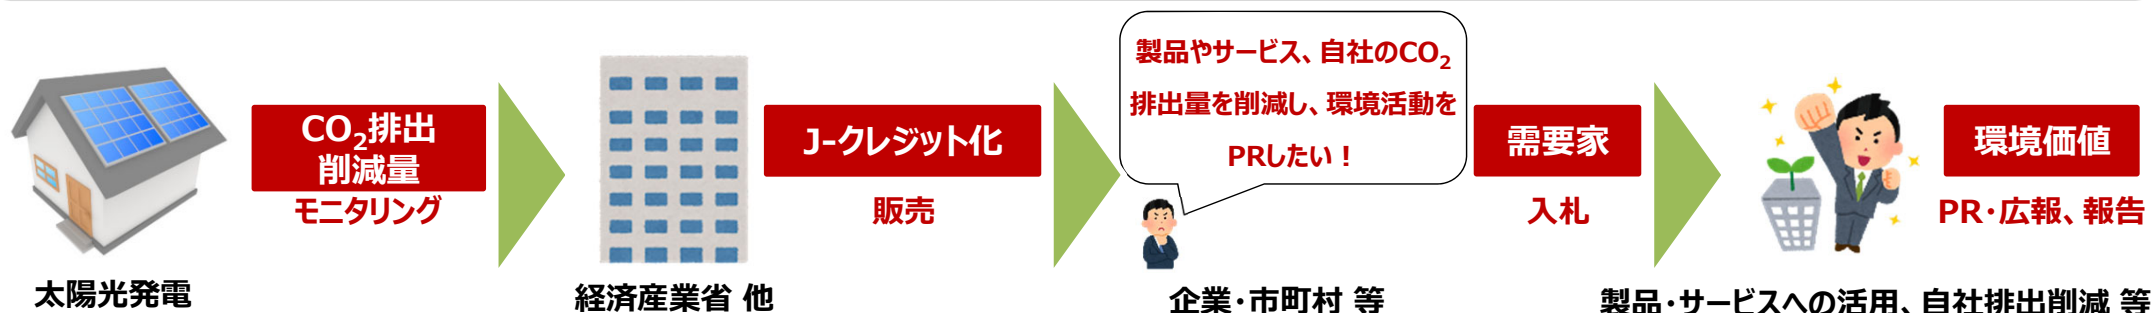 CO₂排出
削減量
モニタリング
太陽光発電
J-クレジット化
販売
経済産業省 他
製品やサービス、自社のCO₂
排出量を削減し、環境活動を
PRしたい！
企業・市町村 等
需要家
入札
環境価値
PR・広報、報告
製品・サービスへの活用、自社排出削減 等